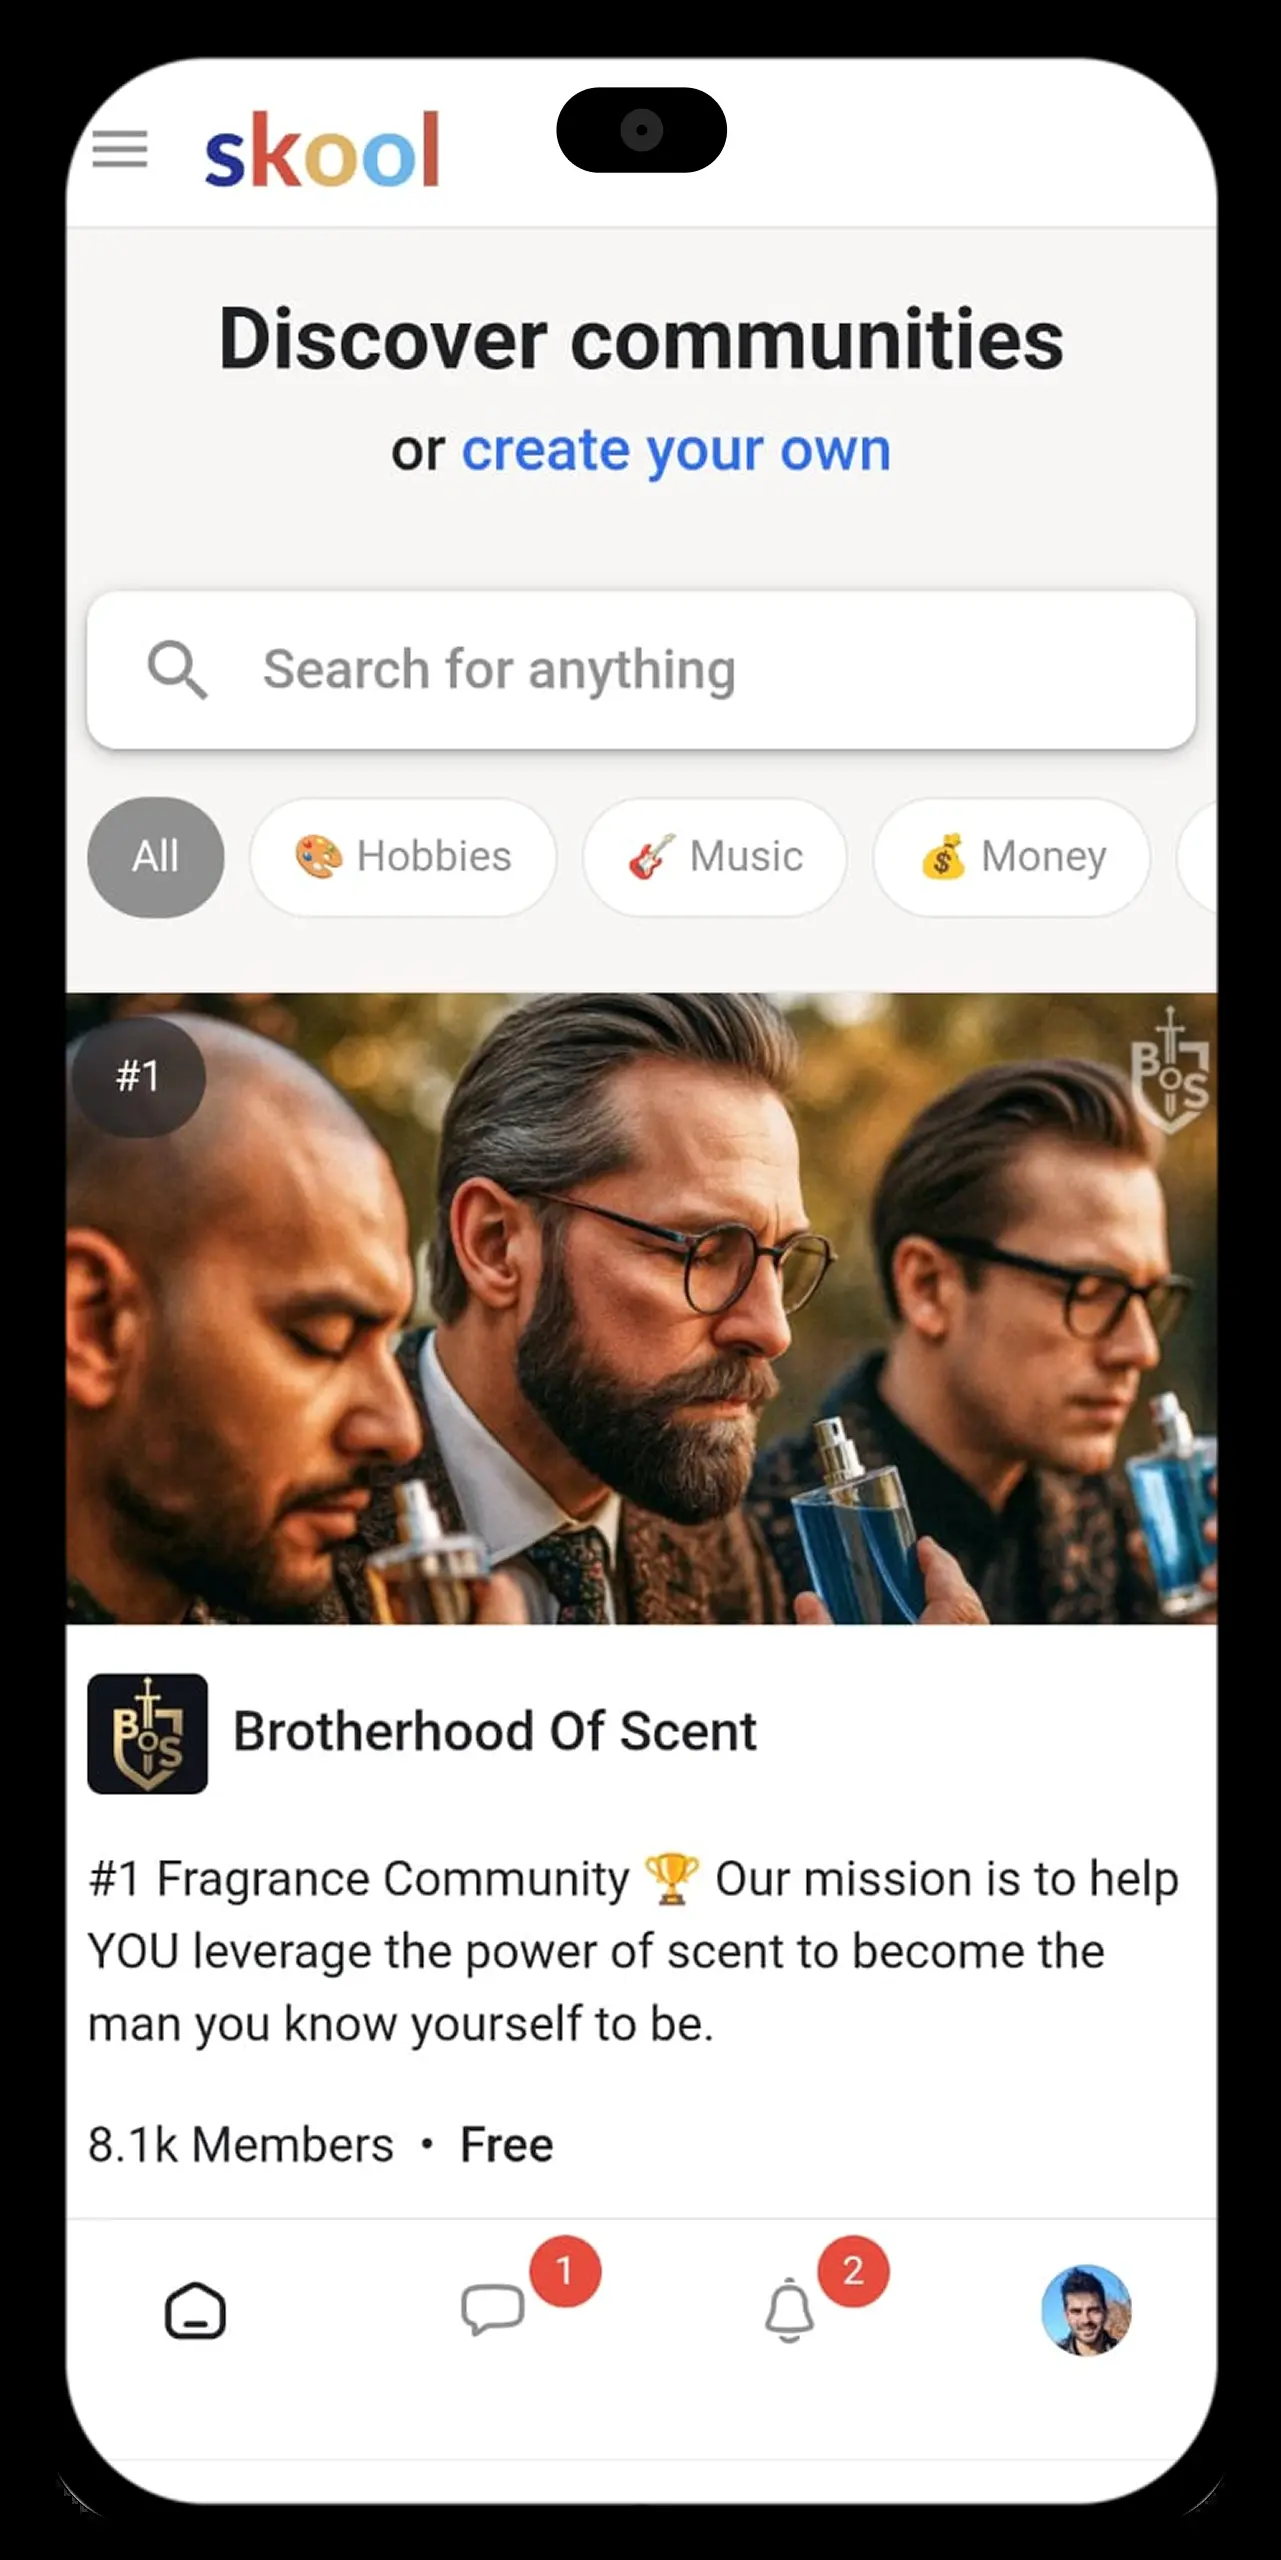 skool
Discover communities
or create your own
Search for anything
All
🎨 Hobbies
🎸 Music
💰 Money
#1
BOS
BOS
Brotherhood Of Scent
#1 Fragrance Community 🏆 Our mission is to help
YOU leverage the power of scent to become the
man you know yourself to be.
8.1k Members • Free
1
2